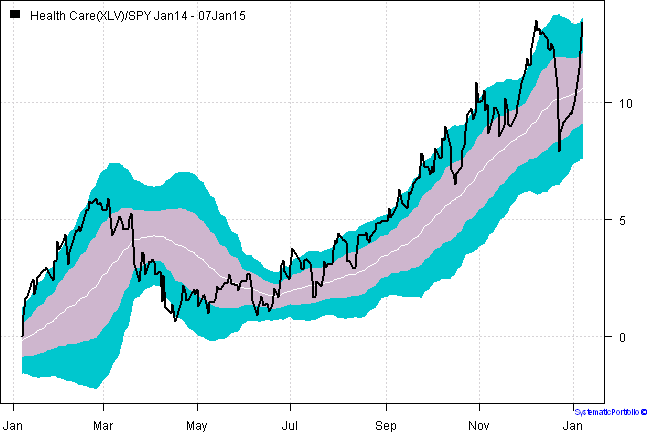 Health Care(XLV)/SPY Jan14 - 07Jan15
10
5
0
Jan Mar May Jul Sep Nov Jan
SystematicPortfolio ©